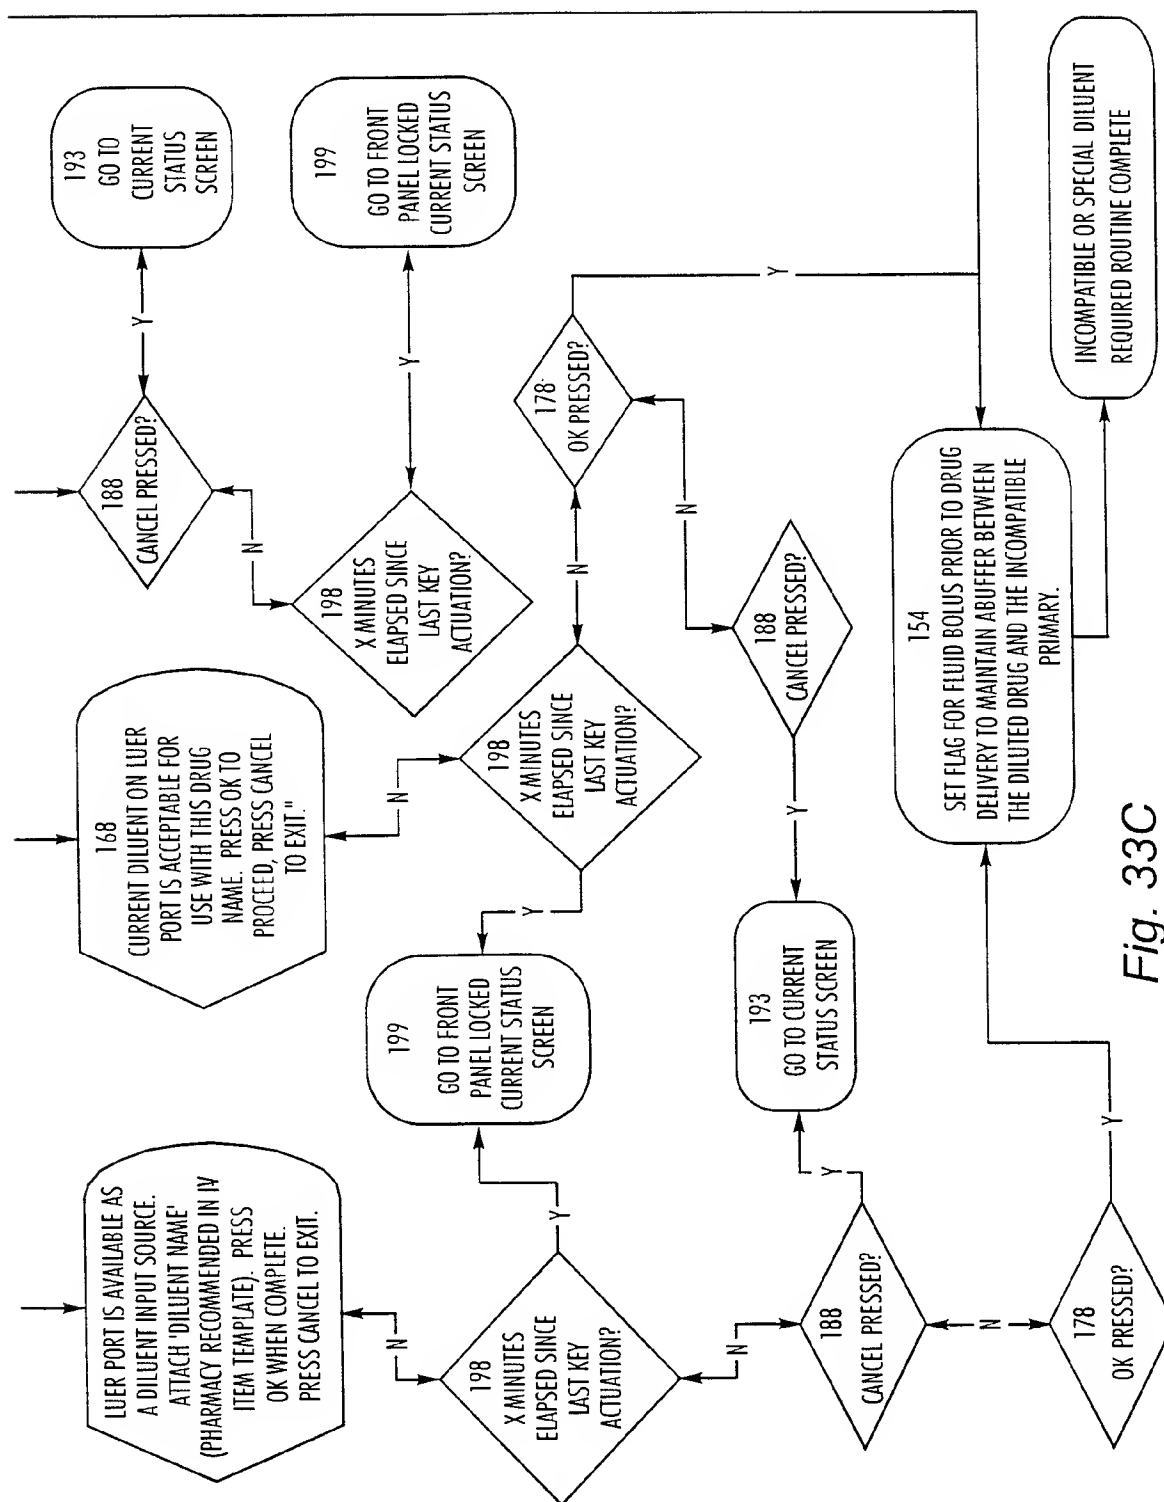 LUER PORT IS AVAILABLE AS
A DILUENT INPUT SOURCE.
ATTACH 'DILUENT NAME'
(PHARMACY RECOMMENDED IN IV
ITEM TEMPLATE). PRESS
OK WHEN COMPLETE.
PRESS CANCEL TO EXIT.
168
CURRENT DILUENT ON LUER
PORT IS ACCEPTABLE FOR
USE WITH THIS DRUG
NAME. PRESS OK TO
PROCEED, PRESS CANCEL
TO EXIT."
188
CANCEL PRESSED?
Y
193
GO TO
CURRENT
STATUS
SCREEN
N
198
X MINUTES
ELAPSED SINCE
LAST KEY
ACTUATION?
Y
199
GO TO FRONT
PANEL LOCKED
CURRENT STATUS
SCREEN
N
198
X MINUTES
ELAPSED SINCE
LAST KEY
ACTUATION?
Y
199
GO TO FRONT
PANEL LOCKED
CURRENT STATUS
SCREEN
Y
N
198
X MINUTES
ELAPSED SINCE
LAST KEY
ACTUATION?
N
178
OK PRESSED?
Y
N
188
CANCEL PRESSED?
Y
193
GO TO CURRENT
STATUS SCREEN
Y
N
188
CANCEL PRESSED?
N
178
OK PRESSED?
Y
154
SET FLAG FOR FLUID BOLUS PRIOR TO DRUG
DELIVERY TO MAINTAIN ABUFFER BETWEEN
THE DILUTED DRUG AND THE INCOMPATIBLE
PRIMARY.
INCOMPATIBLE OR SPECIAL DILUENT
REQUIRED ROUTINE COMPLETE
Fig. 33C